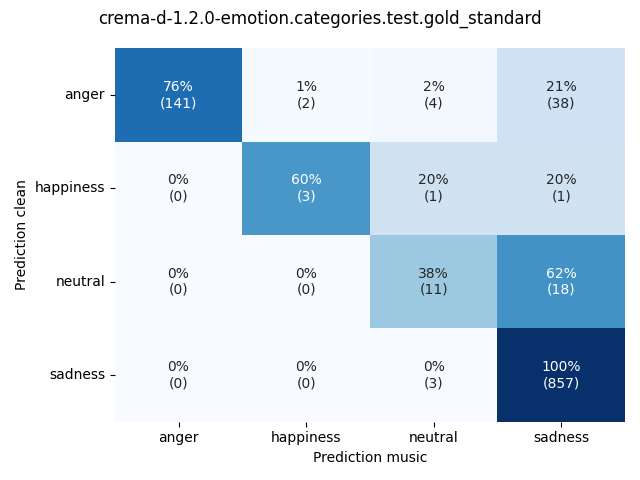 crema-d-1.2.0-emotion.categories.test.gold_standard
Prediction clean
anger
76% 1% 2% 21%
(141) (2) (4) (38)
happiness
0% 60% 20% 20%
(0) (3) (1) (1)
neutral
0% 0% 38% 62%
(0) (0) (11) (18)
sadness
0% 0% 0% 100%
(0) (0) (3) (857)
anger happiness neutral sadness
Prediction music